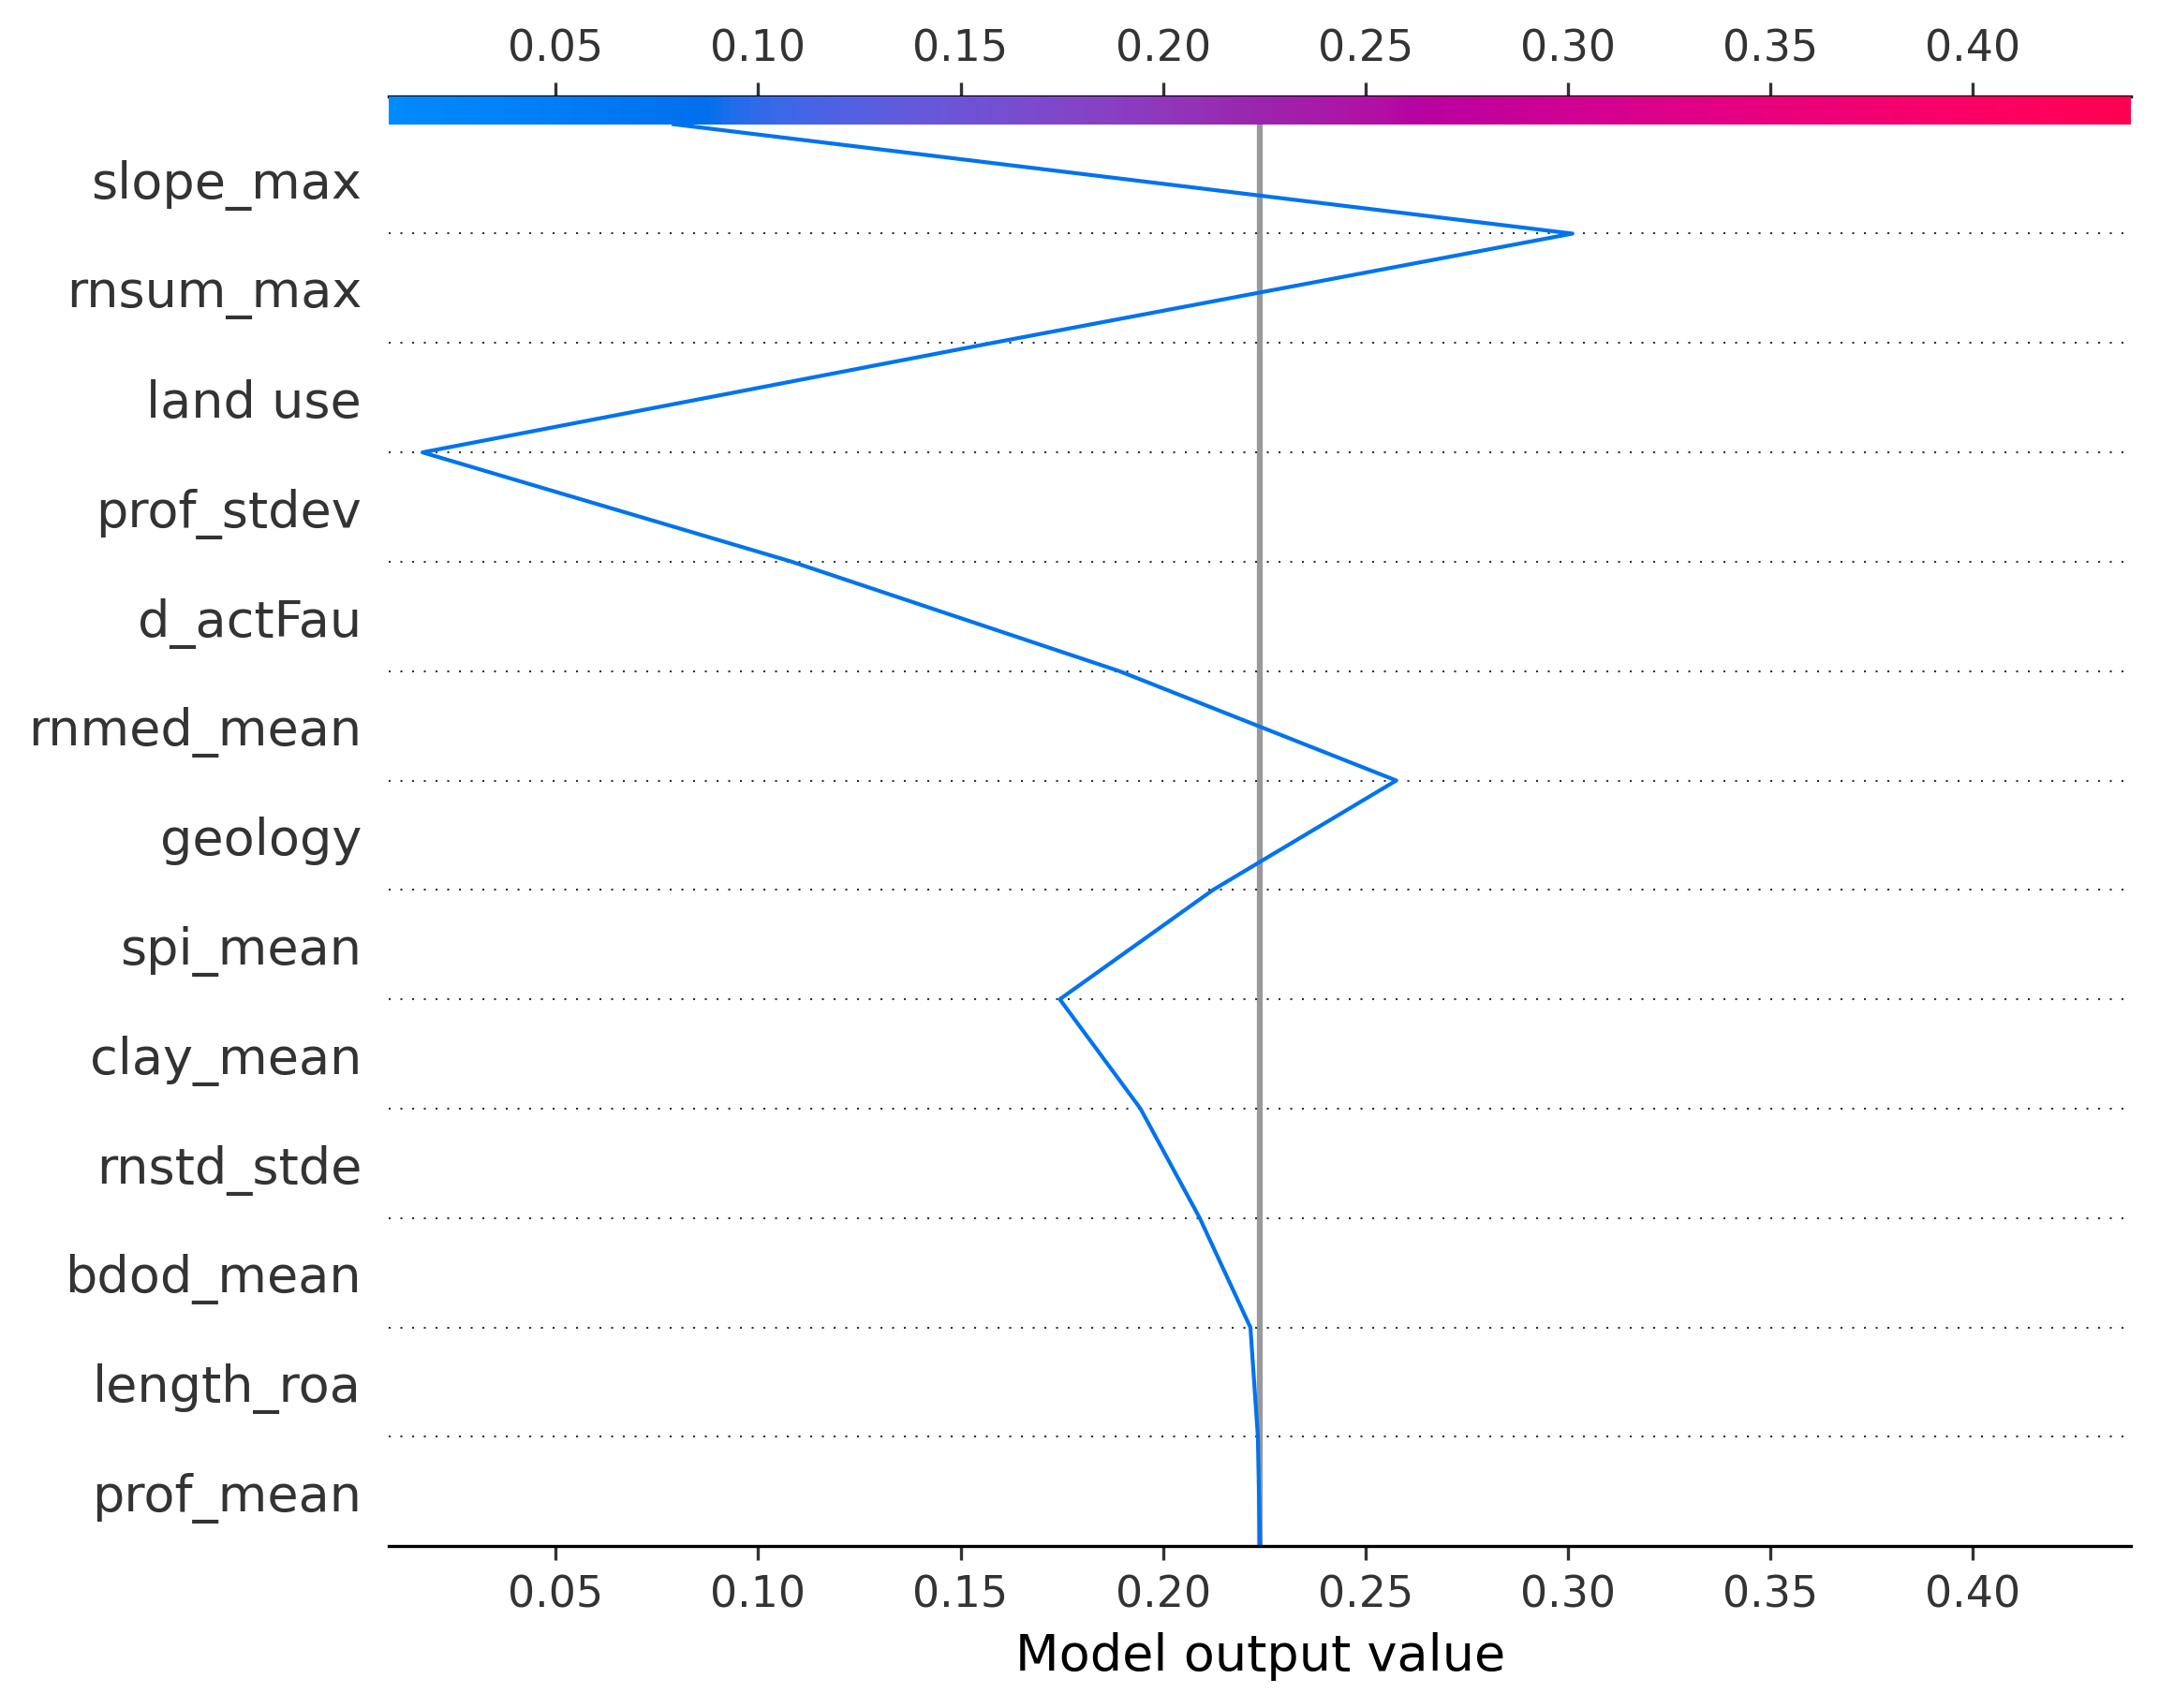 0.05 0.10 0.15 0.20 0.25 0.30 0.35 0.40
slope_max
rnsum_max
land use
prof_stdev
d_actFau
rnmed_mean
geology
spi_mean
clay_mean
rnstd_stde
bdod_mean
length_roa
prof_mean
0.05 0.10 0.15 0.20 0.25 0.30 0.35 0.40
Model output value